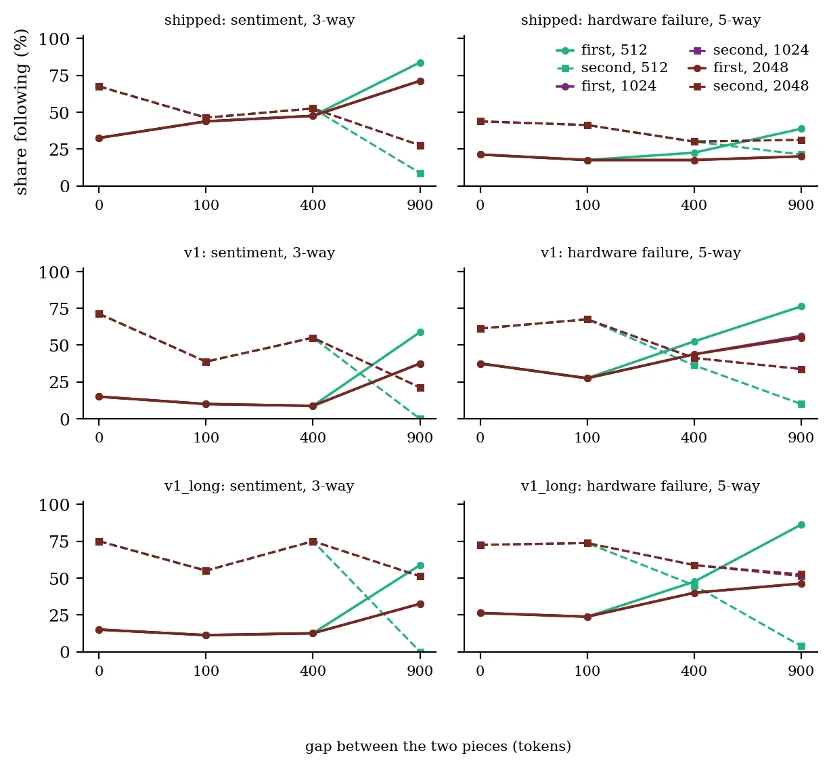 shipped: sentiment, 3-way
shipped: hardware failure, 5-way
share following (%)
100
75
50
25
0
first, 512
second, 512
first, 1024
second, 1024
first, 2048
second, 2048
0 100 400 900
0 100 400 900
v1: sentiment, 3-way
v1: hardware failure, 5-way
100
75
50
25
0
0 100 400 900
0 100 400 900
v1_long: sentiment, 3-way
v1_long: hardware failure, 5-way
100
75
50
25
0
0 100 400 900
0 100 400 900
gap between the two pieces (tokens)